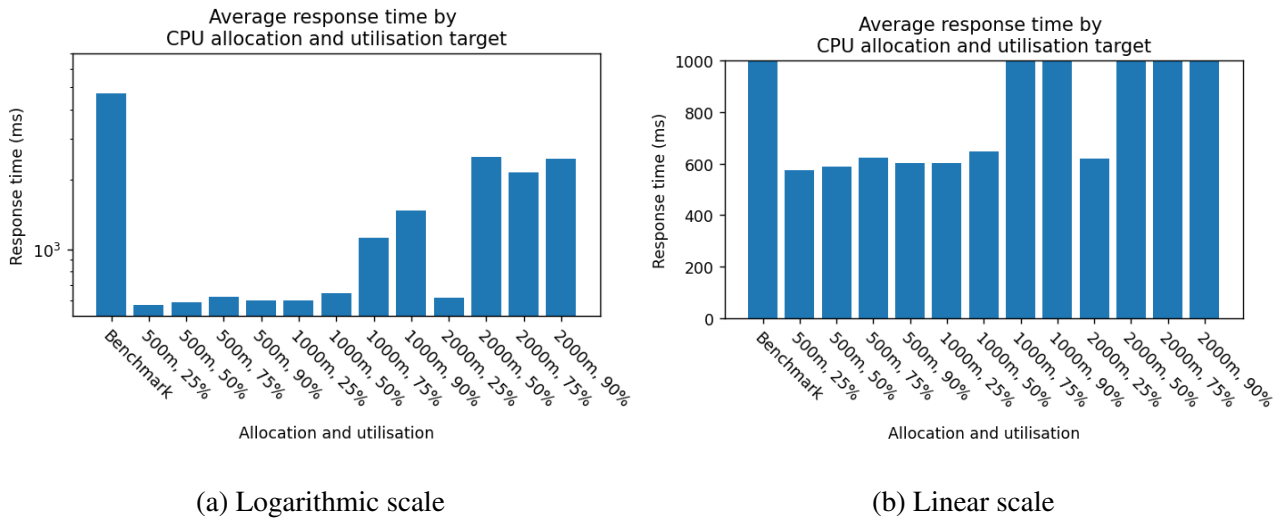 Average response time by
CPU allocation and utilisation target
Response time (ms)
10³
Benchmark
500m, 25%
500m, 50%
500m, 75%
500m, 90%
1000m, 25%
1000m, 50%
1000m, 75%
1000m, 90%
2000m, 25%
2000m, 50%
2000m, 75%
2000m, 90%
Allocation and utilisation
(a) Logarithmic scale
Average response time by
CPU allocation and utilisation target
Response time (ms)
1000
800
600
400
200
0
Benchmark
500m, 25%
500m, 50%
500m, 75%
500m, 90%
1000m, 25%
1000m, 50%
1000m, 75%
1000m, 90%
2000m, 25%
2000m, 50%
2000m, 75%
2000m, 90%
Allocation and utilisation
(b) Linear scale